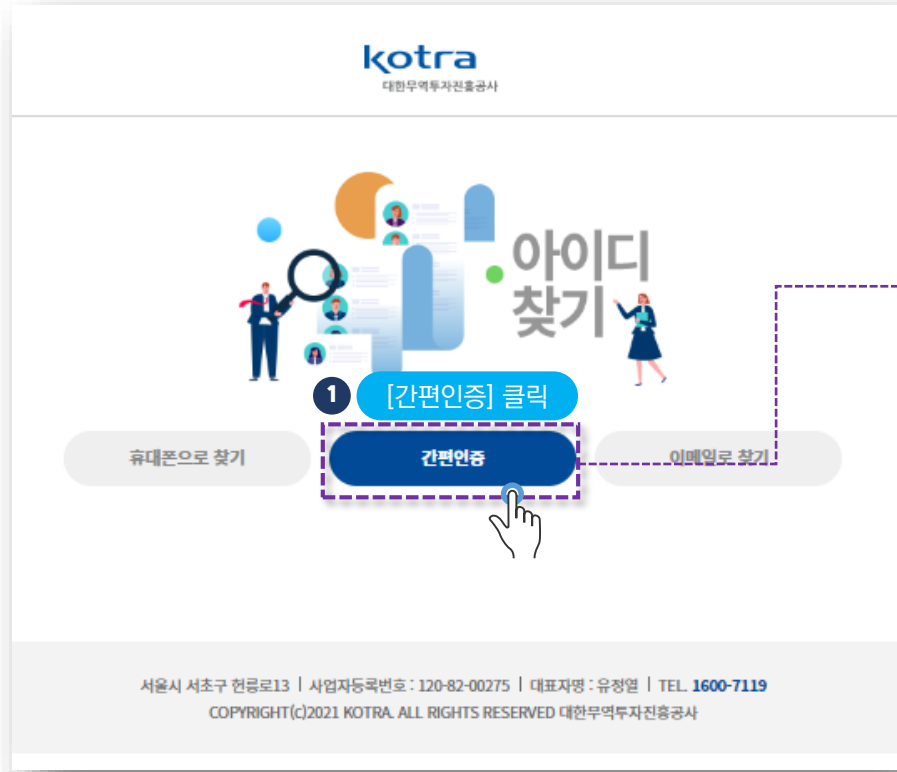 kotra
대한무역투자진흥공사
아이디
찾기
1 [간편인증] 클릭
휴대폰으로 찾기 간편인증 이메일로 찾기
서울시 서초구 헌릉로13 | 사업자등록번호 : 120-82-00275 | 대표자명 : 유정열 | TEL. 1600-7119
COPYRIGHT(c)2021 KOTRA. ALL RIGHTS RESERVED 대한무역투자진흥공사